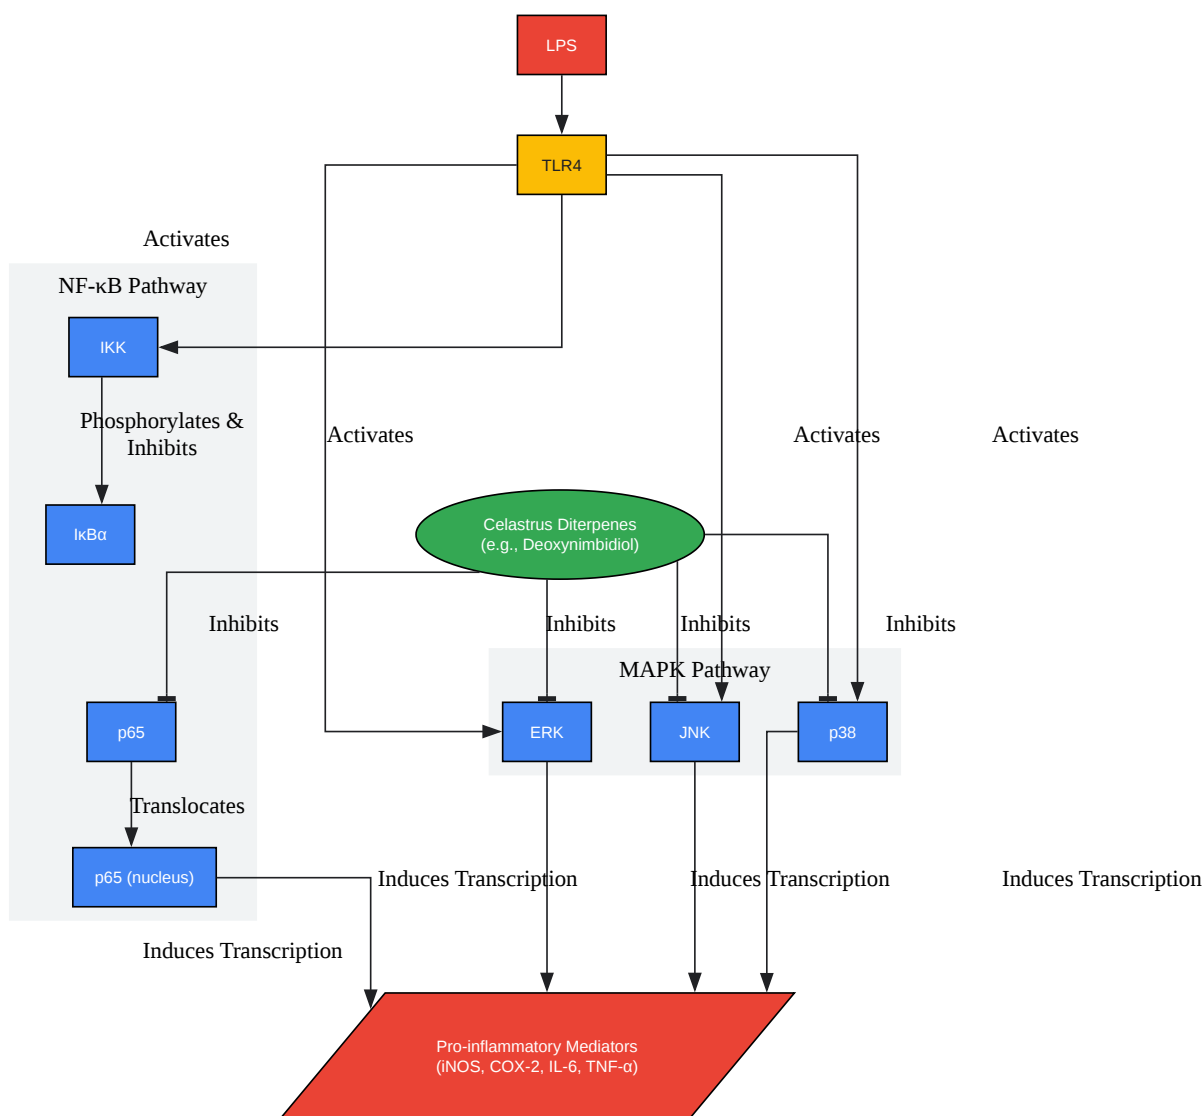 LPS
TLR4
Activates
NF-κB Pathway
IKK
Phosphorylates &
Inhibits
Activates
Activates
Activates
Celastrus Diterpenes
(e.g., Deoxynimbidiol)
IκBα
Inhibits
Inhibits
Inhibits
Inhibits
MAPK Pathway
p65
ERK
JNK
p38
Translocates
p65 (nucleus)
Induces Transcription
Induces Transcription
Induces Transcription
Induces Transcription
Pro-inflammatory Mediators
(iNOS, COX-2, IL-6, TNF-α)